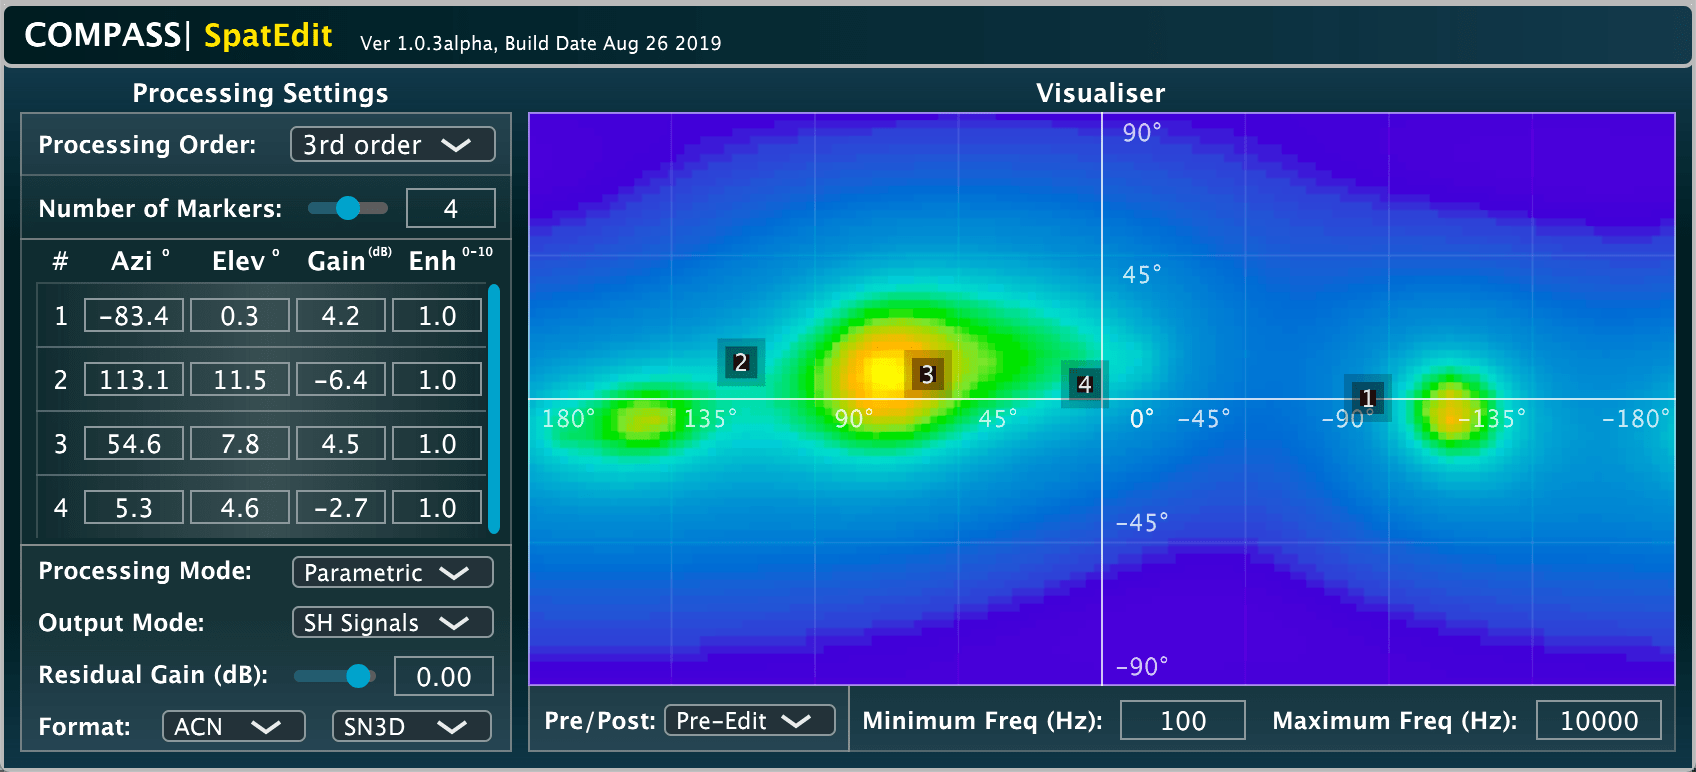 COMPASS| SpatEdit Ver 1.0.3alpha, Build Date Aug 26 2019
Processing Settings
Processing Order: 3rd order
Number of Markers: 4
# Azi ° Elev ° Gain (dB) Enh 0-10
1 -83.4 0.3 4.2 1.0
2 113.1 11.5 -6.4 1.0
3 54.6 7.8 4.5 1.0
4 5.3 4.6 -2.7 1.0
Processing Mode: Parametric
Output Mode: SH Signals
Residual Gain (dB): 0.00
Format: ACN SN3D
Visualiser
90°
45°
2 3 4 1
180° 135° 90° 45° 0° -45° -90° -135° -180°
-45°
-90°
Pre/Post: Pre-Edit Minimum Freq (Hz): 100 Maximum Freq (Hz): 10000